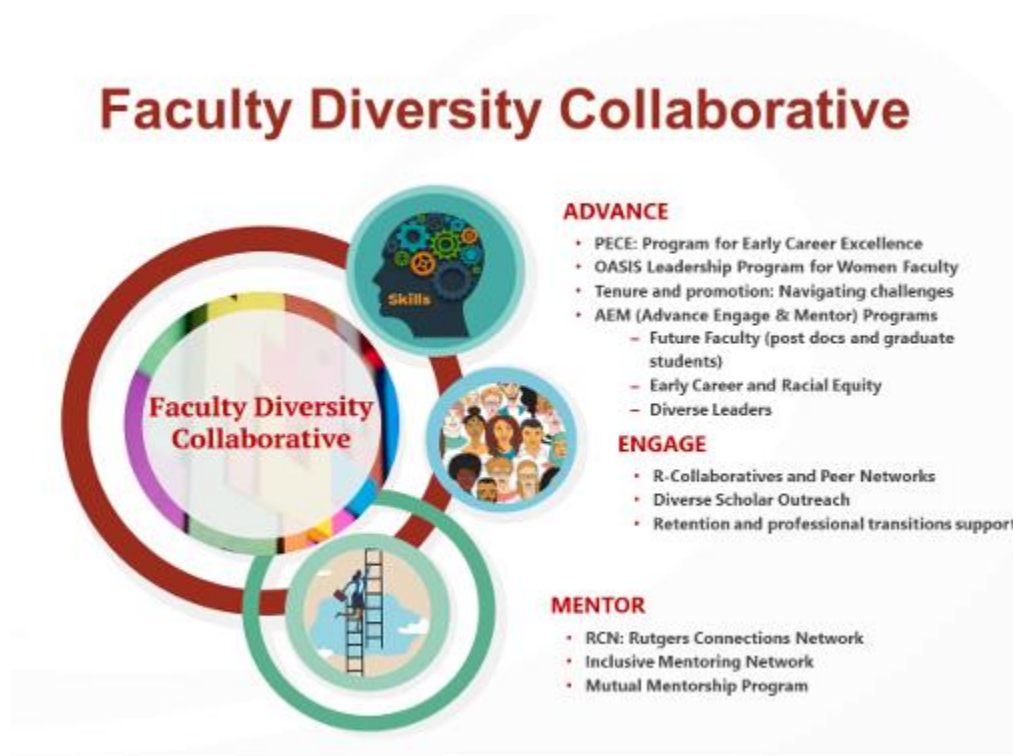 Faculty Diversity Collaborative
Skills
Faculty Diversity
Collaborative
ADVANCE
• PECE: Program for Early Career Excellence
• OASIS Leadership Program for Women Faculty
• Tenure and promotion: Navigating challenges
• AEM (Advance Engage & Mentor) Programs
– Future Faculty (post docs and graduate
students)
– Early Career and Racial Equity
– Diverse Leaders
ENGAGE
• R-Collaboratives and Peer Networks
• Diverse Scholar Outreach
• Retention and professional transitions support
MENTOR
• RCN: Rutgers Connections Network
• Inclusive Mentoring Network
• Mutual Mentorship Program